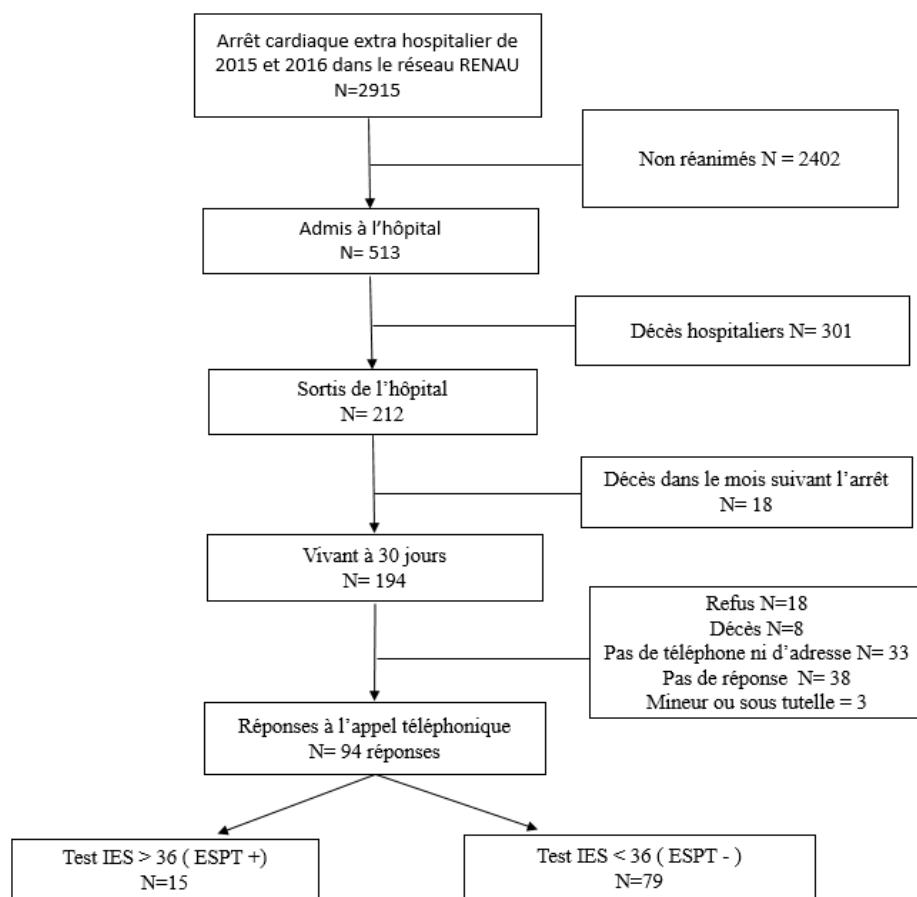 Arrêt cardiaque extra hospitalier de
2015 et 2016 dans le réseau RENAU
N=2915
Non réanimés N = 2402
Admis à l'hôpital
N= 513
Décès hospitaliers N= 301
Sortis de l'hôpital
N= 212
Décès dans le mois suivant l'arrêt
N= 18
Vivant à 30 jours
N= 194
Refus N=18
Décès N=8
Pas de téléphone ni d'adresse N= 33
Pas de réponse N= 38
Mineur ou sous tutelle = 3
Réponses à l'appel téléphonique
N= 94 réponses
Test IES > 36 ( ESPT +)
N=15
Test IES < 36 ( ESPT - )
N=79